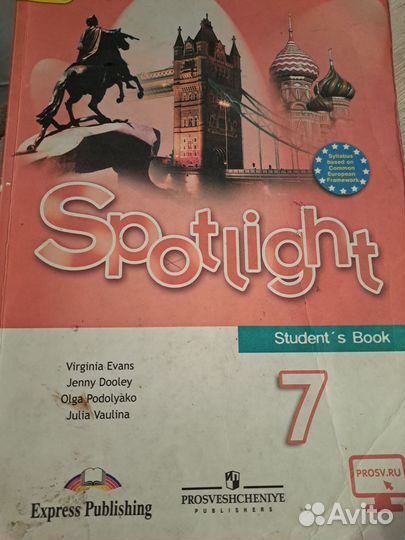 Syllabus
based on
Common
European
Framework
Spotlight
Student's Book
Virginia Evans
Jenny Dooley
Olga Podolyako
Julia Vaulina
7
PROSV.RU
Express Publishing
PROSVESHCHENIYE
PUBLISHERS
Avito